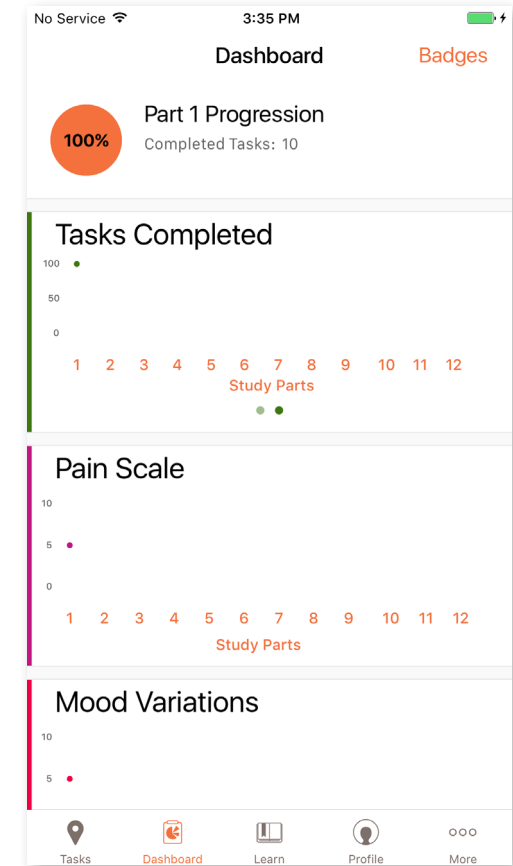 No Service 3:35 PM
Dashboard Badges
100%
Part 1 Progression
Completed Tasks: 10
Tasks Completed
100
50
0
1 2 3 4 5 6 7 8 9 10 11 12
Study Parts
Pain Scale
10
5
0
1 2 3 4 5 6 7 8 9 10 11 12
Study Parts
Mood Variations
10
5
Tasks Dashboard Learn Profile More